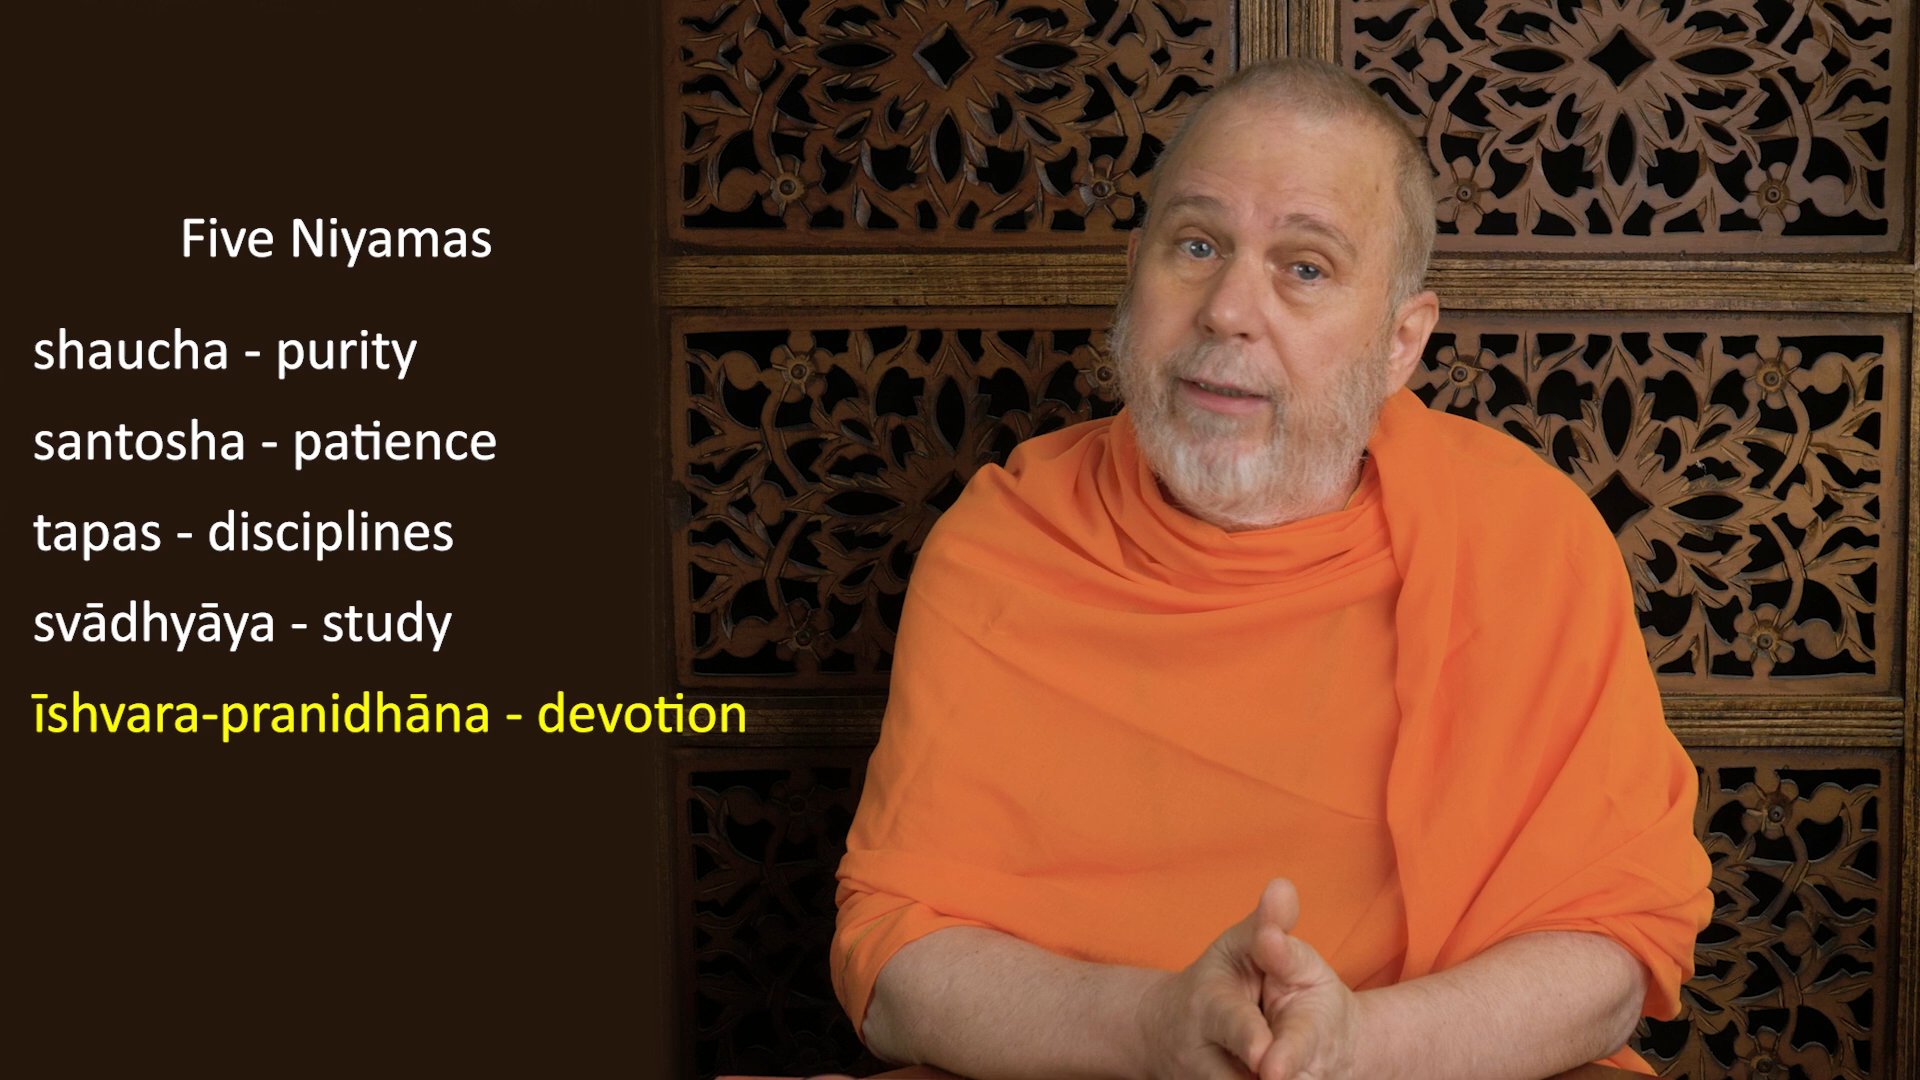 Five Niyamas
shaucha - purity
santosha - patience
tapas - disciplines
svādhyāya - study
īshvara-pranidhāna - devotion